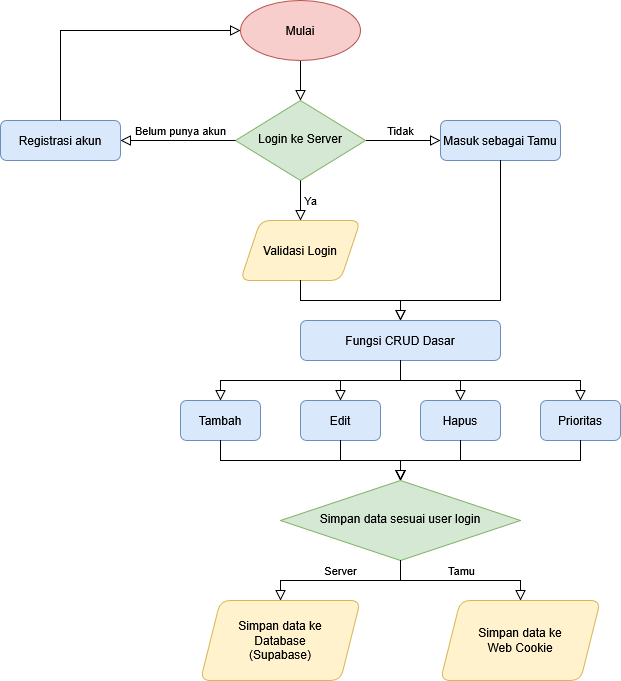 Mulai
Registrasi akun
Belum punya akun
Login ke Server
Tidak
Masuk sebagai Tamu
Ya
Validasi Login
Fungsi CRUD Dasar
Tambah
Edit
Hapus
Prioritas
Simpan data sesuai user login
Server
Tamu
Simpan data ke
Database
(Supabase)
Simpan data ke
Web Cookie